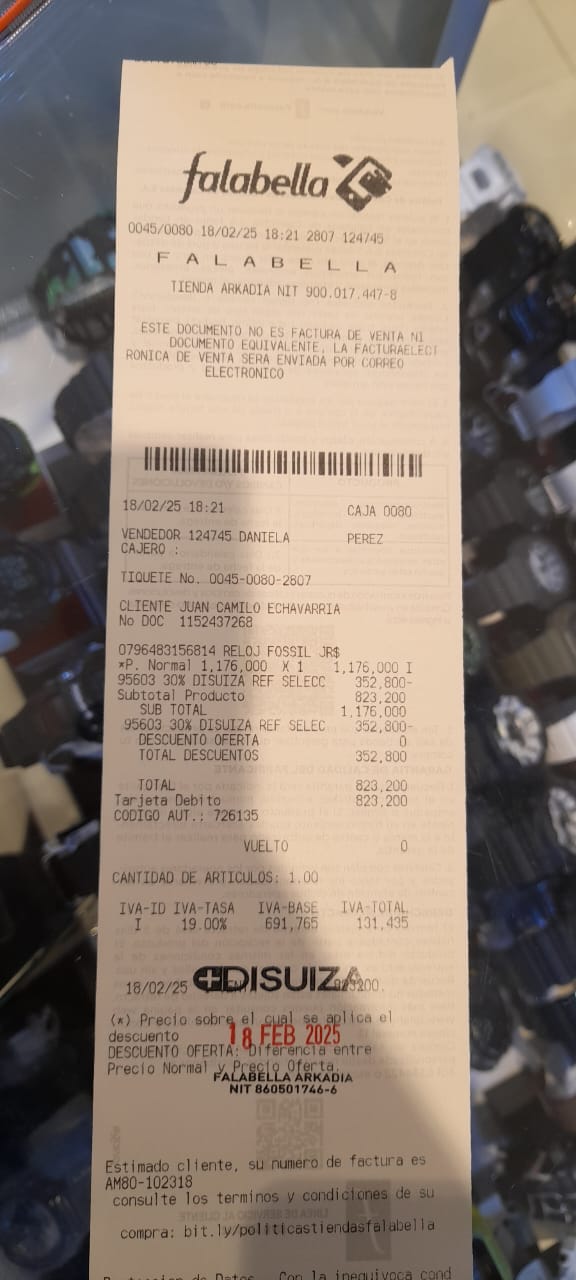 falabella
0045/0080 18/02/25 18:21 2807 124745
F A L A B E L L A
TIENDA ARKADIA NIT 900.017.447-8
ESTE DOCUMENTO NO ES FACTURA DE VENTA NI
DOCUMENTO EQUIVALENTE, LA FACTURAELECT
RONICA DE VENTA SERA ENVIADA POR CORREO
ELECTRONICO
18/02/25 18:21 CAJA 0080
VENDEDOR 124745 DANIELA PEREZ
CAJERO :
TIQUETE No. 0045-0080-2807
CLIENTE JUAN CAMILO ECHAVARRIA
No DOC 1152437268
0796483156814 RELOJ FOSSIL JR$
*P. Normal 1,176,000 X 1 1,176,000 I
95603 30% DISUIZA REF SELECC 352,800-
Subtotal Producto 823,200
SUB TOTAL 1,176,000
95603 30% DISUIZA REF SELEC 352,800-
DESCUENTO OFERTA 0
TOTAL DESCUENTOS 352,800
TOTAL 823,200
Tarjeta Debito 823,200
CODIGO AUT.: 726135
VUELTO 0
CANTIDAD DE ARTICULOS: 1.00
IVA-ID IVA-TASA IVA-BASE IVA-TOTAL
I 19.00% 691,765 131,435
DISUIZA
18/02/25
(*) Precio sobre el cual se aplica el
descuento
18 FEB 2025
DESCUENTO OFERTA: Diferencia entre
Precio Normal y Precio Oferta.
FALABELLA ARKADIA
NIT 860501746-6
Estimado cliente, su numero de factura es
AM80-102318
consulte los terminos y condiciones de su
compra: bit.ly/politicastiendasfalabella